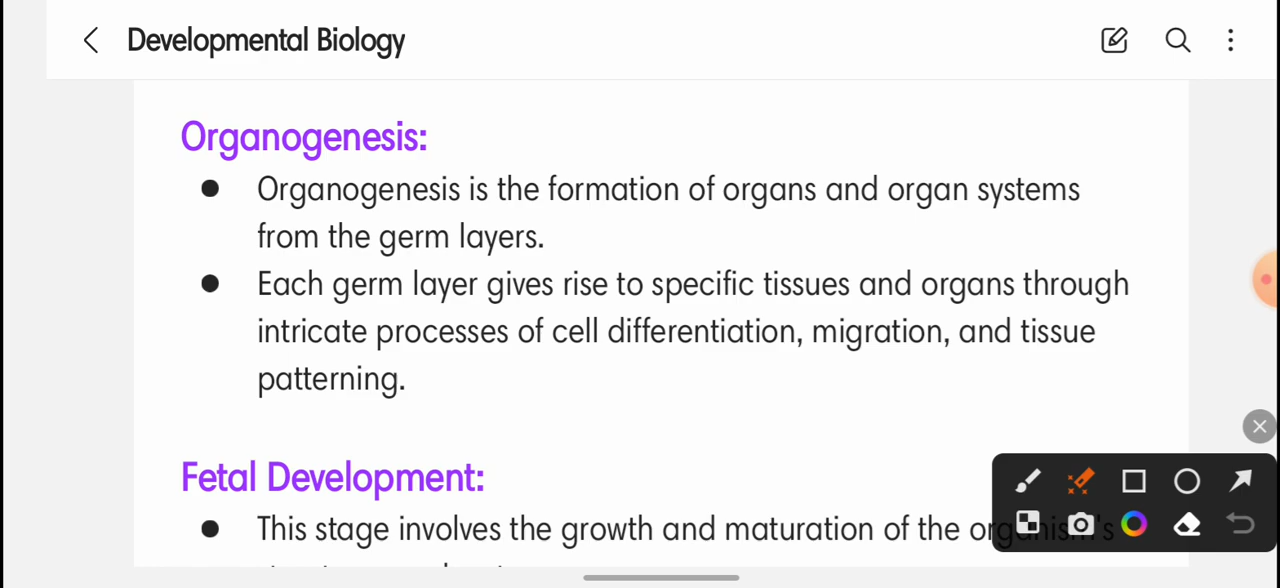 Developmental Biology
Organogenesis:
● Organogenesis is the formation of organs and organ systems
from the germ layers.
● Each germ layer gives rise to specific tissues and organs through
intricate processes of cell differentiation, migration, and tissue
patterning.
Fetal Development:
● This stage involves the growth and maturation of the organism's